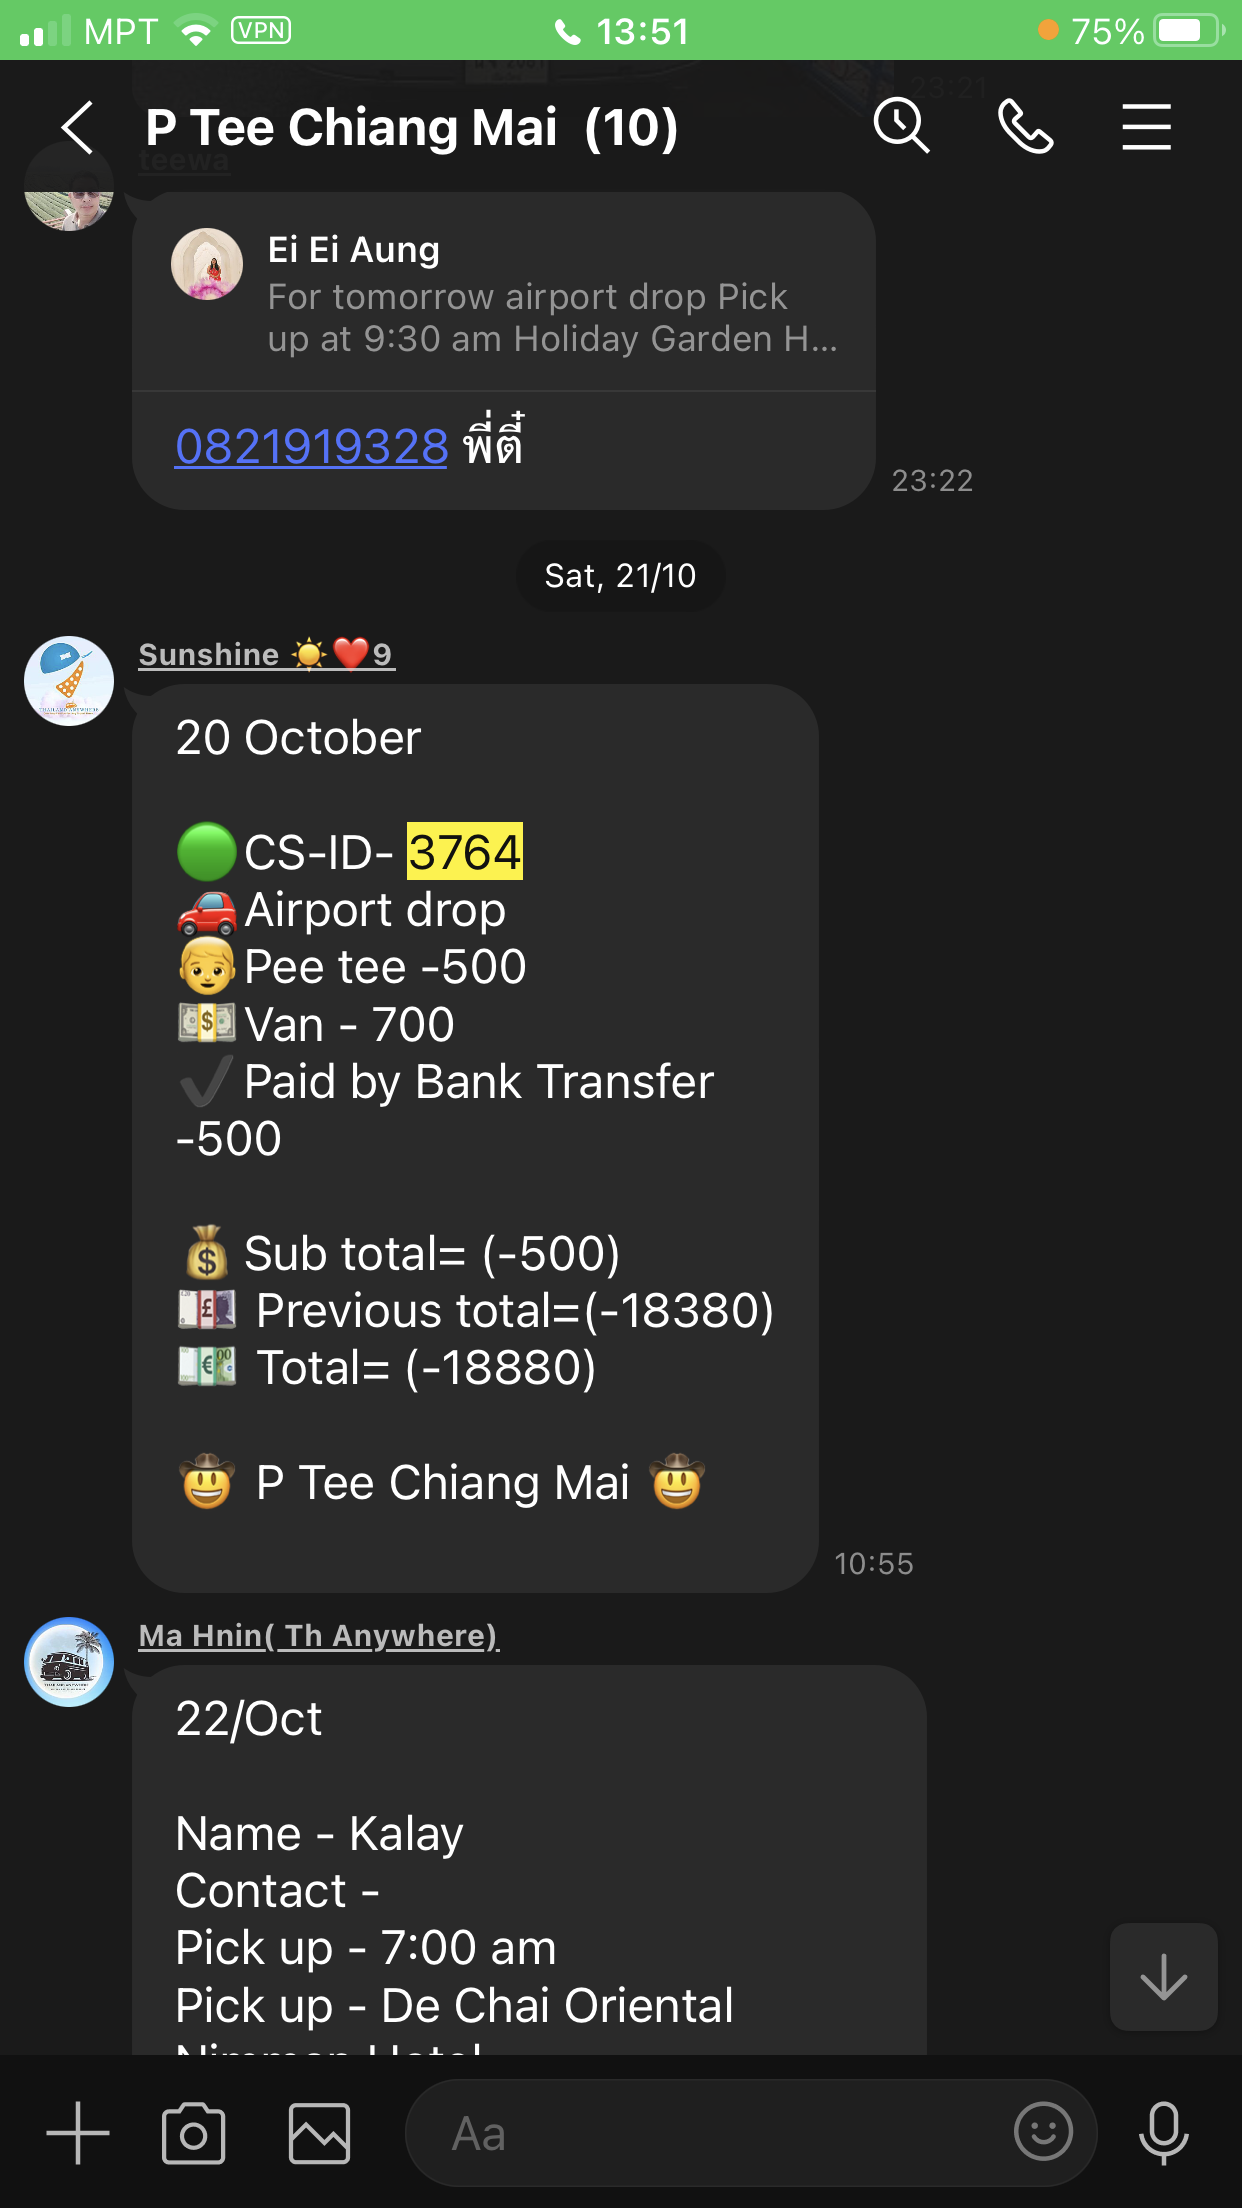 MPT VPN 13:51 75%
23:21
P Tee Chiang Mai (10)
teewa
Ei Ei Aung
For tomorrow airport drop Pick
up at 9:30 am Holiday Garden H...
0821919328 พี่ตี๋
23:22
Sat, 21/10
Sunshine ☀️❤️9
20 October
🟢CS-ID- 3764
🚗Airport drop
👦Pee tee -500
💵Van - 700
✔️Paid by Bank Transfer
-500
💰Sub total= (-500)
💷 Previous total=(-18380)
💶 Total= (-18880)
🤠 P Tee Chiang Mai 🤠
10:55
Ma Hnin( Th Anywhere)
22/Oct
Name - Kalay
Contact -
Pick up - 7:00 am
Pick up - De Chai Oriental
Nimman Hotel
Aa